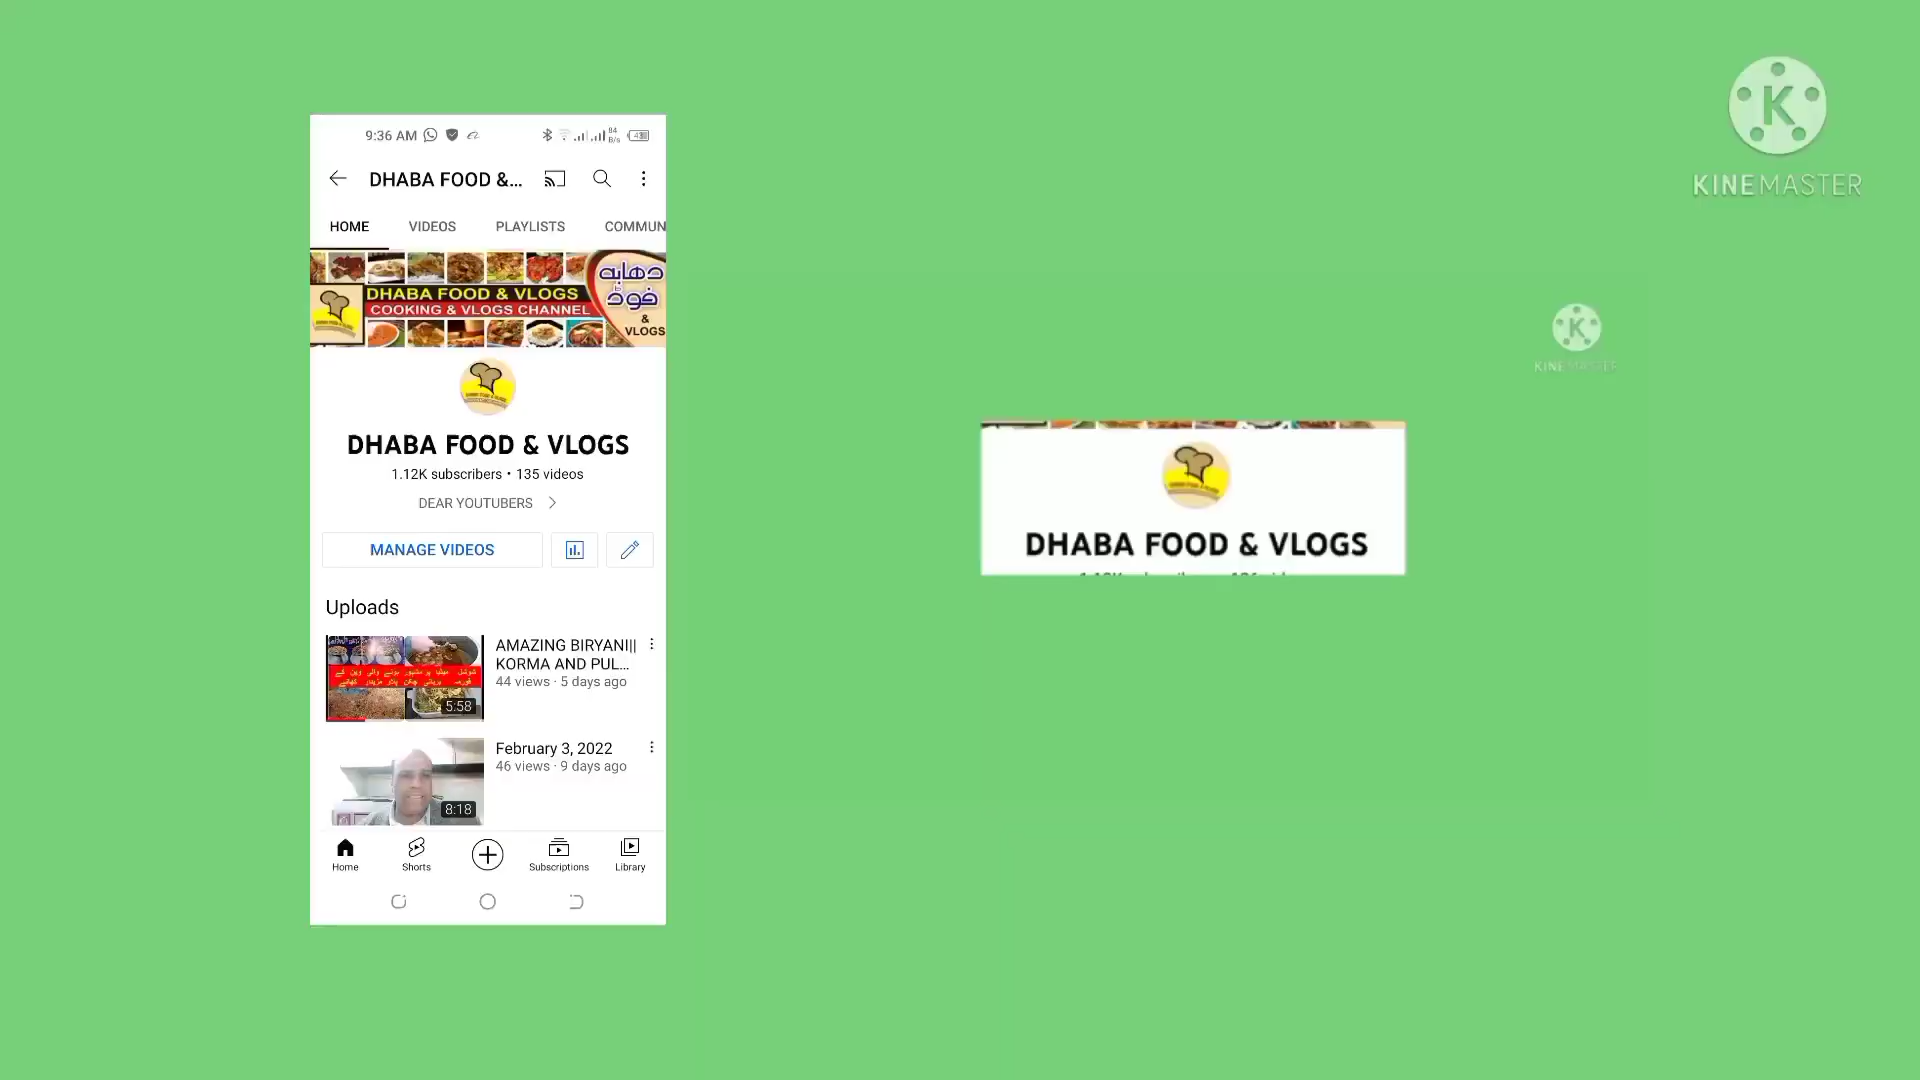 9:36 AM
84
B/s
DHABA FOOD &...
HOME VIDEOS PLAYLISTS COMMUN
DHABA FOOD & VLOGS
COOKING & VLOGS CHANNEL
دھابہ
فوڈ
&
VLOGS
DHABA FOOD & VLOGS
1.12K subscribers • 135 videos
DEAR YOUTUBERS
MANAGE VIDEOS
Uploads
AMAZING BIRYANI||
KORMA AND PUL...
44 views · 5 days ago
5:58
February 3, 2022
46 views · 9 days ago
8:18
Home Shorts Subscriptions Library
DHABA FOOD & VLOGS
K
KINEMASTER
K
KINEMASTER